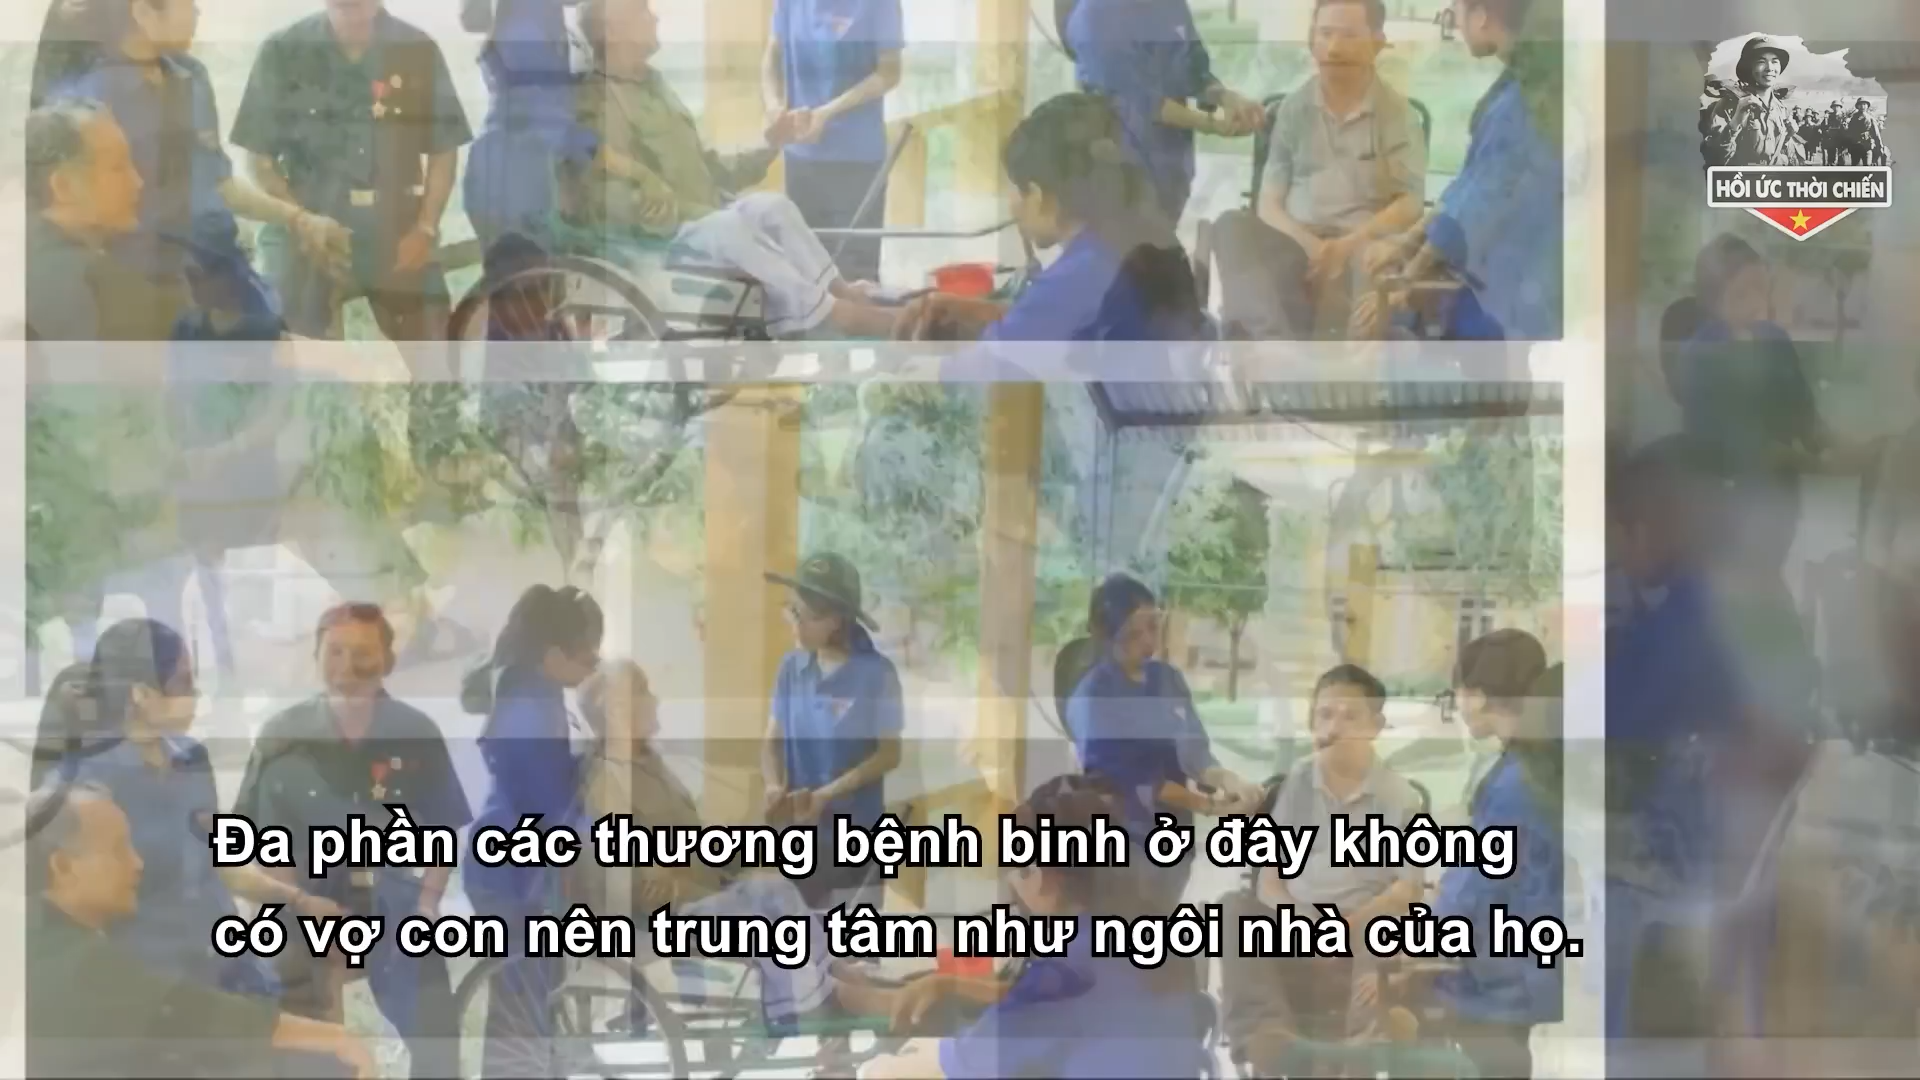 HỒI ỨC THỜI CHIẾN
Đa phần các thương bệnh binh ở đây không
có vợ con nên trung tâm như ngôi nhà của họ.